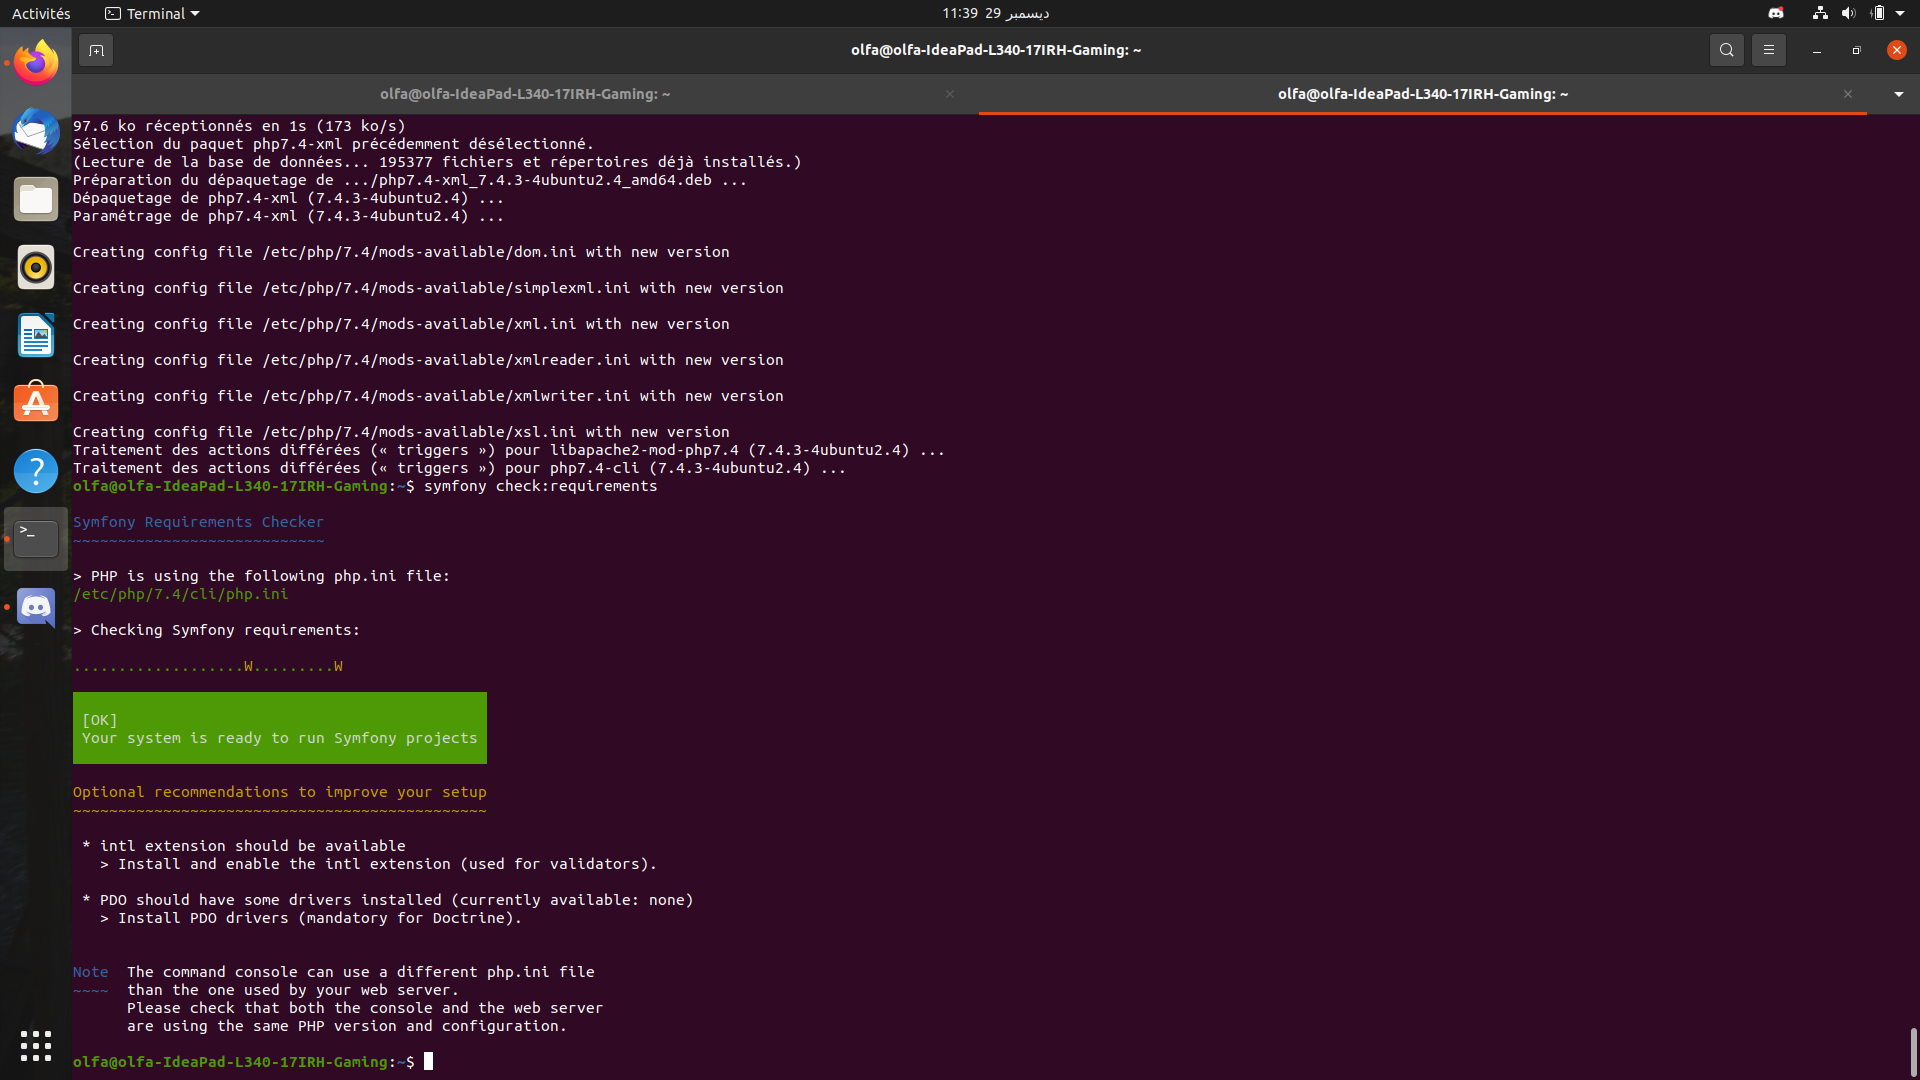 Activités
Terminal
11:39 29 ديسمبر
olfa@olfa-IdeaPad-L340-17IRH-Gaming: ~
olfa@olfa-IdeaPad-L340-17IRH-Gaming: ~
olfa@olfa-IdeaPad-L340-17IRH-Gaming: ~
97.6 ko réceptionnés en 1s (173 ko/s)
Sélection du paquet php7.4-xml précédemment désélectionné.
(Lecture de la base de données... 195377 fichiers et répertoires déjà installés.)
Préparation du dépaquetage de .../php7.4-xml_7.4.3-4ubuntu2.4_amd64.deb ...
Dépaquetage de php7.4-xml (7.4.3-4ubuntu2.4) ...
Paramétrage de php7.4-xml (7.4.3-4ubuntu2.4) ...
Creating config file /etc/php/7.4/mods-available/dom.ini with new version
Creating config file /etc/php/7.4/mods-available/simplexml.ini with new version
Creating config file /etc/php/7.4/mods-available/xml.ini with new version
Creating config file /etc/php/7.4/mods-available/xmlreader.ini with new version
Creating config file /etc/php/7.4/mods-available/xmlwriter.ini with new version
Creating config file /etc/php/7.4/mods-available/xsl.ini with new version
Traitement des actions différées (« triggers ») pour libapache2-mod-php7.4 (7.4.3-4ubuntu2.4) ...
Traitement des actions différées (« triggers ») pour php7.4-cli (7.4.3-4ubuntu2.4) ...
olfa@olfa-IdeaPad-L340-17IRH-Gaming:~$ symfony check:requirements
Symfony Requirements Checker
~~~~~~~~~~~~~~~~~~~~~~~~~~~~
> PHP is using the following php.ini file:
/etc/php/7.4/cli/php.ini
> Checking Symfony requirements:
...................W.........W
[OK]
Your system is ready to run Symfony projects
Optional recommendations to improve your setup
~~~~~~~~~~~~~~~~~~~~~~~~~~~~~~~~~~~~~~~~~~~~~~
* intl extension should be available
> Install and enable the intl extension (used for validators).
* PDO should have some drivers installed (currently available: none)
> Install PDO drivers (mandatory for Doctrine).
Note  The command console can use a different php.ini file
~~~~  than the one used by your web server.
Please check that both the console and the web server
are using the same PHP version and configuration.
olfa@olfa-IdeaPad-L340-17IRH-Gaming:~$